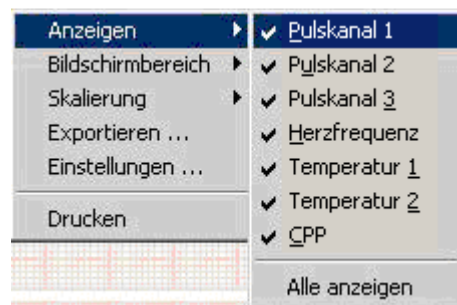 Anzeigen
Bildschirmbereich
Skalierung
Exportieren ...
Einstellungen ...
Drucken
Pulskanal 1
Pulskanal 2
Pulskanal 3
Herzfrequenz
Temperatur 1
Temperatur 2
CPP
Alle anzeigen